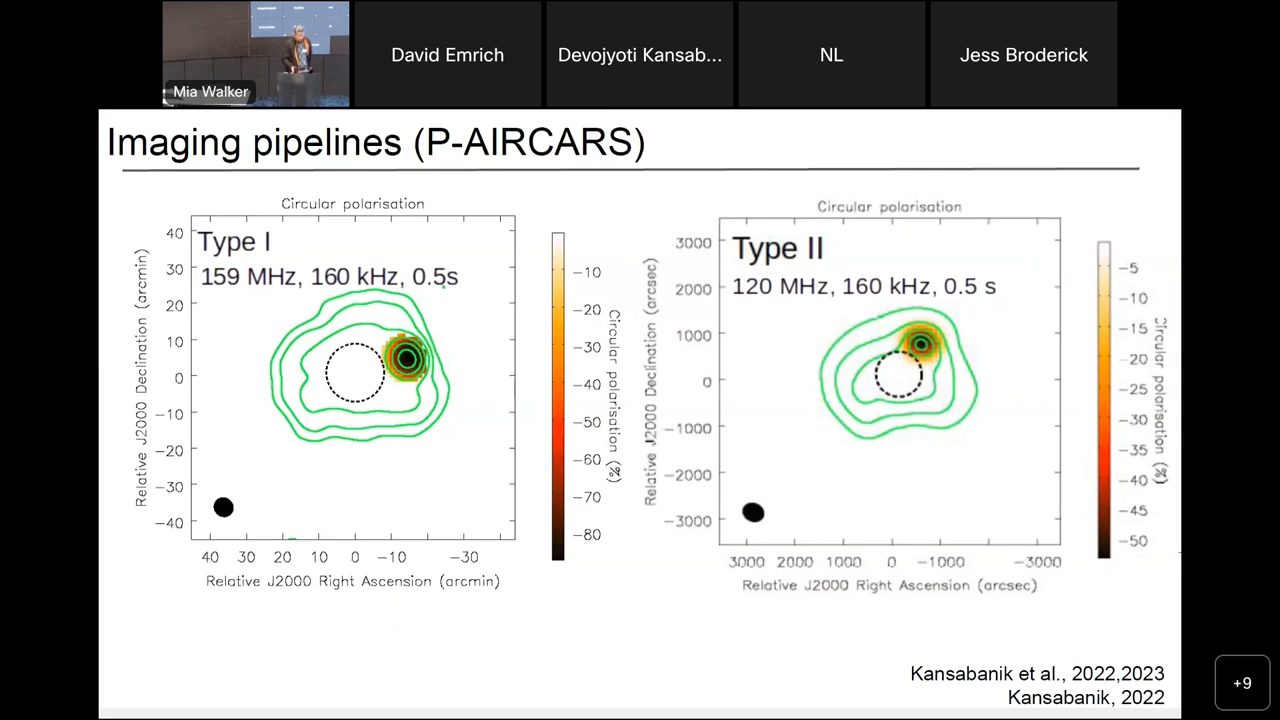 Mia Walker
David Emrich
Devojyoti Kansab...
NL
Jess Broderick
Imaging pipelines (P-AIRCARS)
Circular polarisation
Type I
159 MHz, 160 kHz, 0.5s
Relative J2000 Declination (arcmin)
40
30
20
10
0
−10
−20
−30
−40
40 30 20 10 0 −10 −30
Relative J2000 Right Ascension (arcmin)
−10
−20
−30
−40
−50
−60
−70
−80
Circular polarisation (%)
Circular polarisation
Type II
120 MHz, 160 kHz, 0.5 s
Relative J2000 Declination (arcsec)
3000
2000
1000
0
−1000
−2000
−3000
3000 2000 1000 0 −1000 −3000
Relative J2000 Right Ascension (arcsec)
−5
−10
−15
−20
−25
−30
−35
−40
−45
−50
Circular polarisation (%)
Kansabanik et al., 2022,2023
Kansabanik, 2022
+9